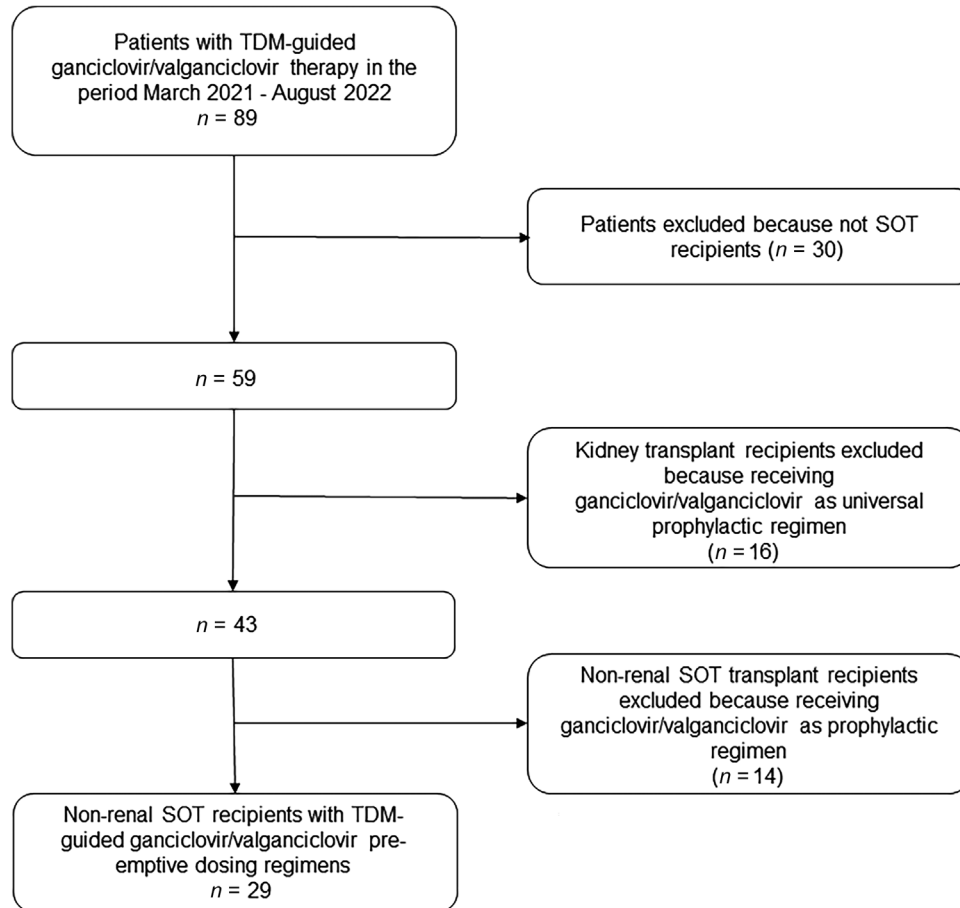 Patients with TDM-guided
ganciclovir/valganciclovir therapy in the
period March 2021 - August 2022
n = 89
Patients excluded because not SOT
recipients (n = 30)
n = 59
Kidney transplant recipients excluded
because receiving
ganciclovir/valganciclovir as universal
prophylactic regimen
(n = 16)
n = 43
Non-renal SOT transplant recipients
excluded because receiving
ganciclovir/valganciclovir as prophylactic
regimen
(n = 14)
Non-renal SOT recipients with TDM-
guided ganciclovir/valganciclovir pre-
emptive dosing regimens
n = 29